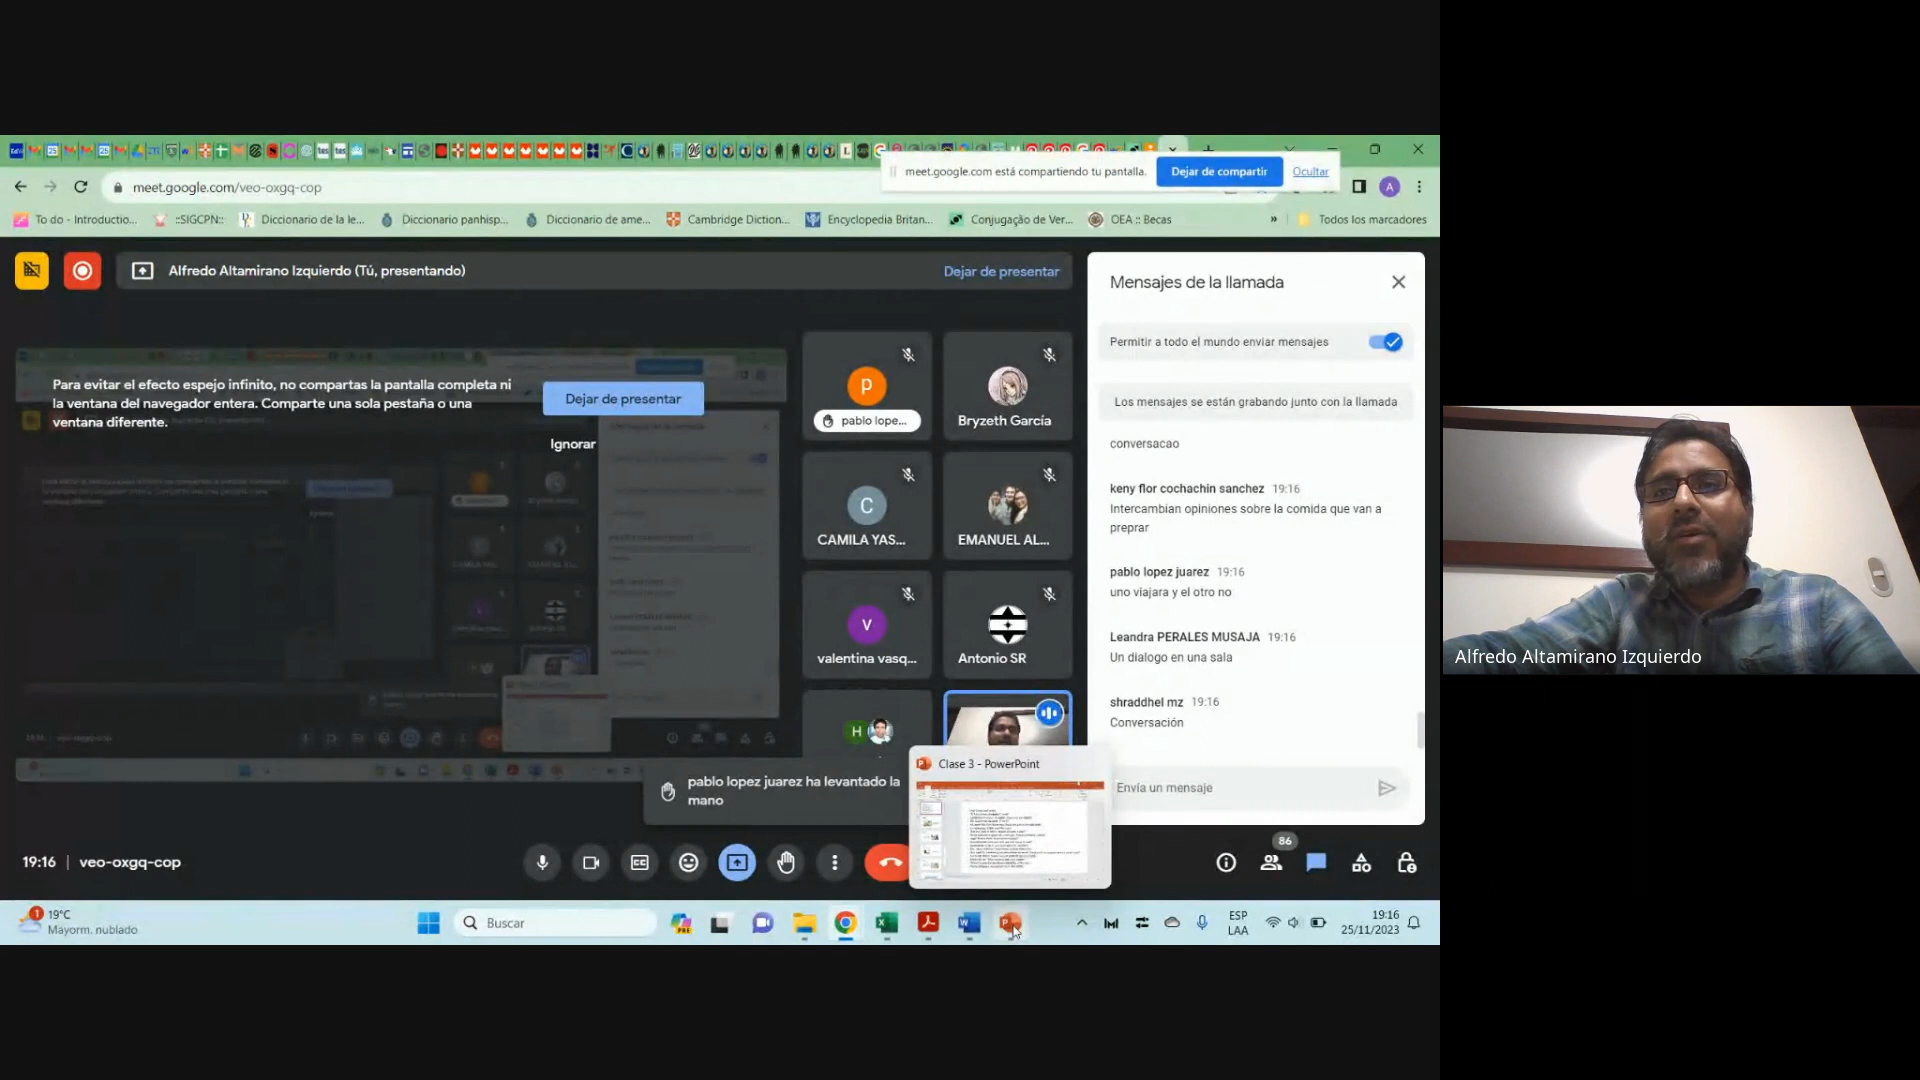 meet.google.com está compartiendo tu pantalla.
Dejar de compartir
Ocultar
meet.google.com/veo-oxgq-cop
A
To do - Introductio...
::SIGCPN::
Diccionario de la le...
Diccionario panhisp...
Diccionario de ame...
Cambridge Diction...
Encyclopedia Britan...
Conjugação de Ver...
OEA :: Becas
»
Todos los marcadores
Alfredo Altamirano Izquierdo (Tú, presentando)
Dejar de presentar
Para evitar el efecto espejo infinito, no compartas la pantalla completa ni
la ventana del navegador entera. Comparte una sola pestaña o una
ventana diferente.
Dejar de presentar
Ignorar
p
pablo lope...
Bryzeth García
C
CAMILA YAS...
EMANUEL AL...
V
valentina vasq...
Antonio SR
H
pablo lopez juarez ha levantado la
mano
Clase 3 - PowerPoint
Mensajes de la llamada
Permitir a todo el mundo enviar mensajes
Los mensajes se están grabando junto con la llamada
conversacao
keny flor cochachin sanchez 19:16
Intercambian opiniones sobre la comida que van a
preprar
pablo lopez juarez 19:16
uno viajara y el otro no
Leandra PERALES MUSAJA 19:16
Un dialogo en una sala
shraddhel mz 19:16
Conversación
Envía un mensaje
19:16 | veo-oxgq-cop
86
1
19°C
Mayorm. nublado
Buscar
PRE
ESP
LAA
19:16
25/11/2023
Alfredo Altamirano Izquierdo